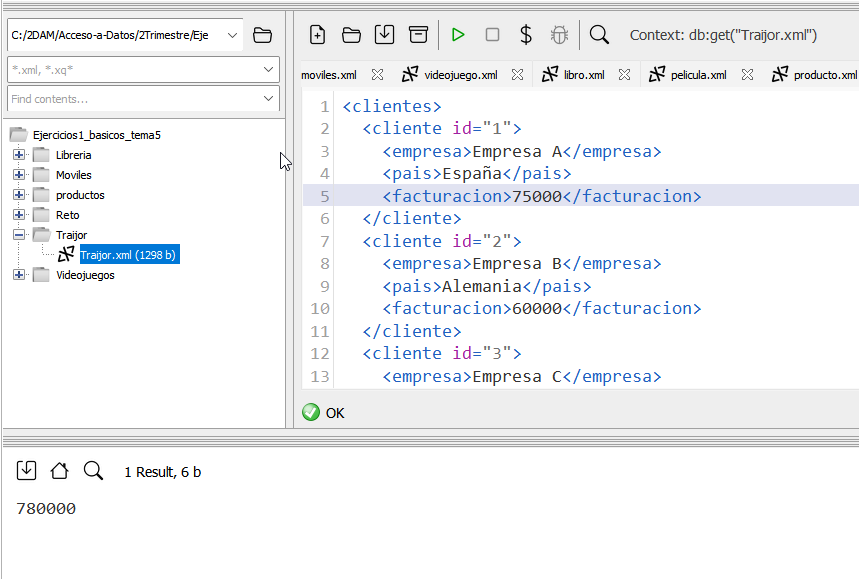 C:/2DAM/Acceso-a-Datos/2Trimestre/Eje
*.xml, *.xq*
Find contents...
Ejercicios1_basicos_tema5
Libreria
Moviles
productos
Reto
Traijor
Traijor.xml (1298 b)
Videojuegos
Context: db:get("Traijor.xml")
moviles.xml videojuego.xml libro.xml pelicula.xml producto.xml
1 <clientes>
2 <cliente id="1">
3 <empresa>Empresa A</empresa>
4 <pais>España</pais>
5 <facturacion>75000</facturacion>
6 </cliente>
7 <cliente id="2">
8 <empresa>Empresa B</empresa>
9 <pais>Alemania</pais>
10 <facturacion>60000</facturacion>
11 </cliente>
12 <cliente id="3">
13 <empresa>Empresa C</empresa>
OK
1 Result, 6 b
780000